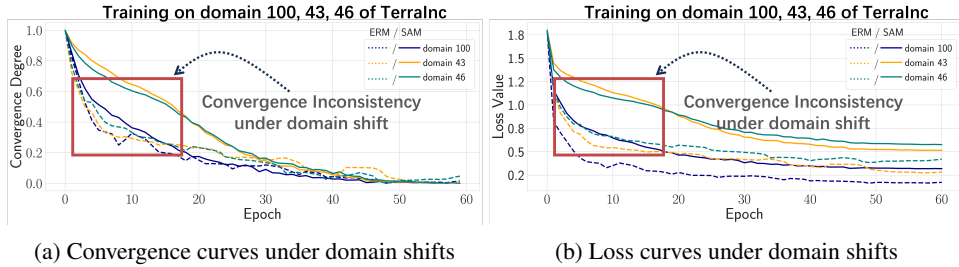 Training on domain 100, 43, 46 of TerraInc
Convergence Degree
1.0
0.8
0.6
0.4
0.2
0.0
ERM / SAM
/ domain 100
/ domain 43
/ domain 46
Convergence Inconsistency
under domain shift
0 10 20 30 40 50 60
Epoch
(a) Convergence curves under domain shifts
Training on domain 100, 43, 46 of TerraInc
Loss Value
1.8
1.5
1.2
1.0
0.8
0.5
0.2
ERM / SAM
/ domain 100
/ domain 43
/ domain 46
Convergence Inconsistency
under domain shift
0 10 20 30 40 50 60
Epoch
(b) Loss curves under domain shifts